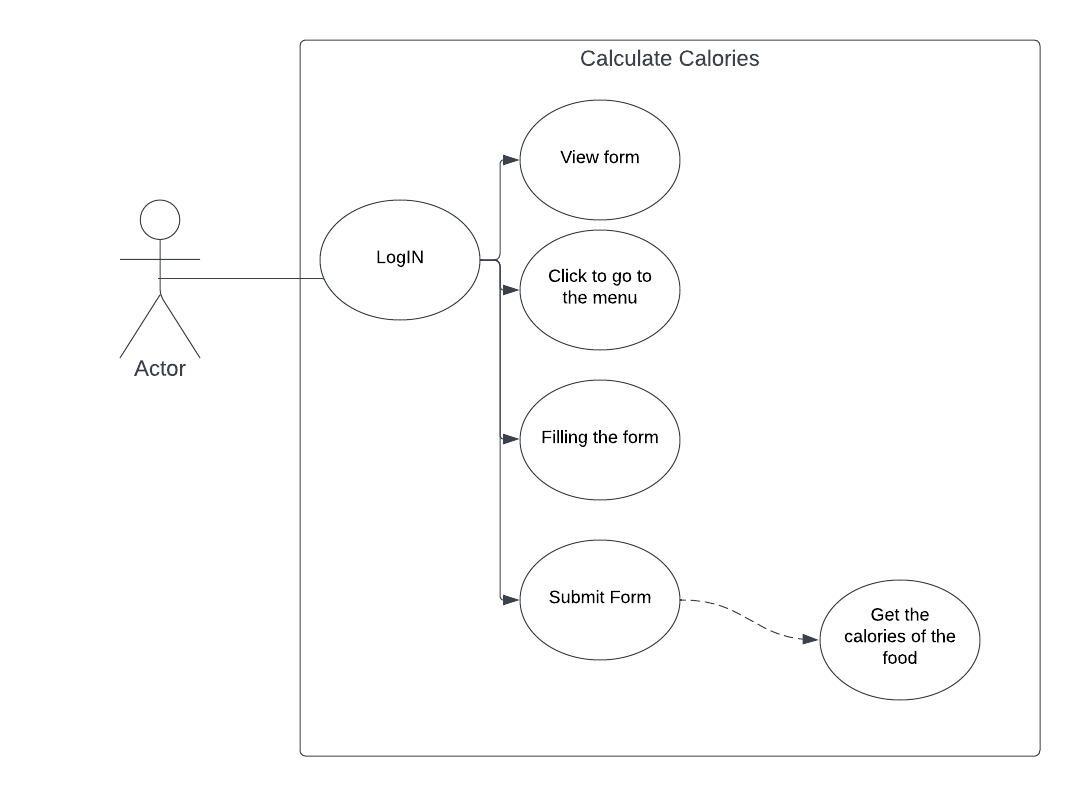 Calculate Calories
View form
LogIN
Click to go to
the menu
Actor
Filling the form
Submit Form
Get the
calories of the
food